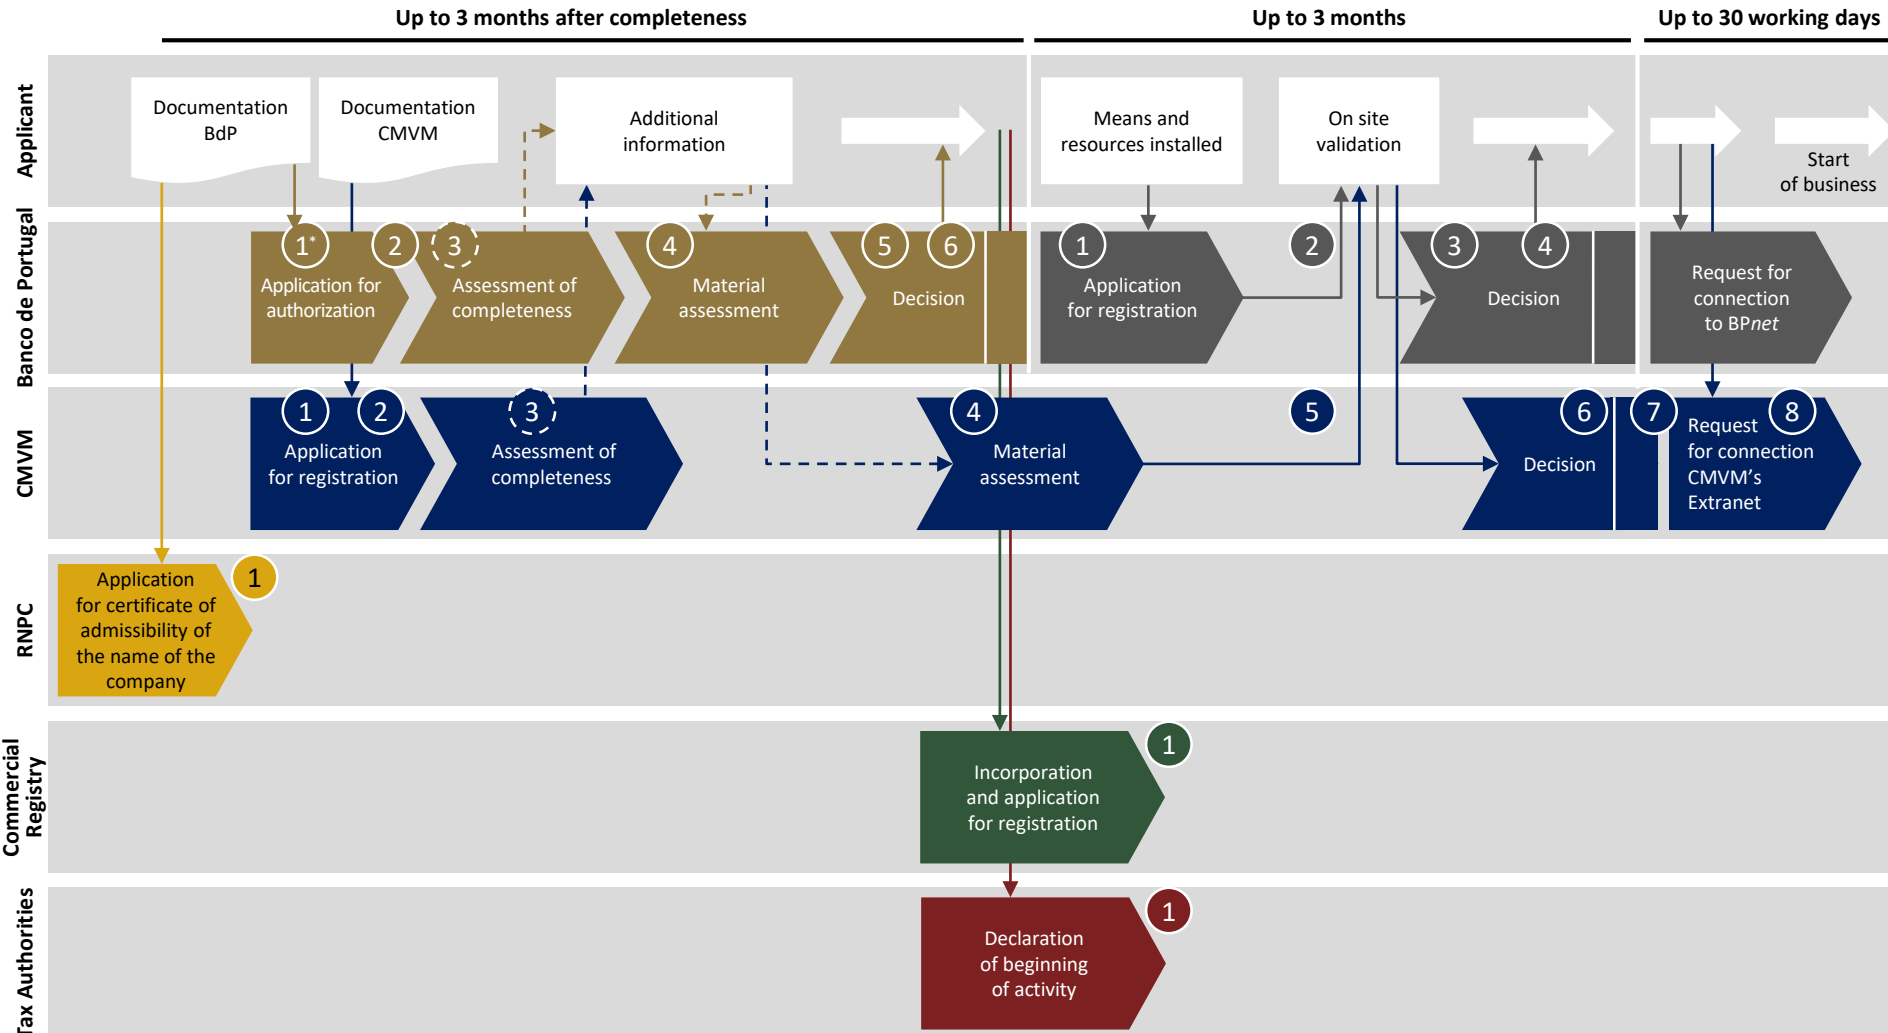 Up to 3 months after completeness
Up to 3 months
Up to 30 working days
Applicant
Documentation
BdP
Documentation
CMVM
Additional
information
Means and
resources installed
On site
validation
Start
of business
Banco de Portugal
1*
Application for
authorization
2
3
Assessment of
completeness
4
Material
assessment
5
6
Decision
1
Application
for registration
2
3
4
Decision
Request for
connection
to BPnet
CMVM
1
2
Application
for registration
3
Assessment of
completeness
4
Material
assessment
5
6
Decision
7
8
Request
for connection
CMVM's
Extranet
RNPC
1
Application
for certificate of
admissibility of
the name of the
company
Commercial
Registry
1
Incorporation
and application
for registration
Tax Authorities
1
Declaration
of beginning
of activity